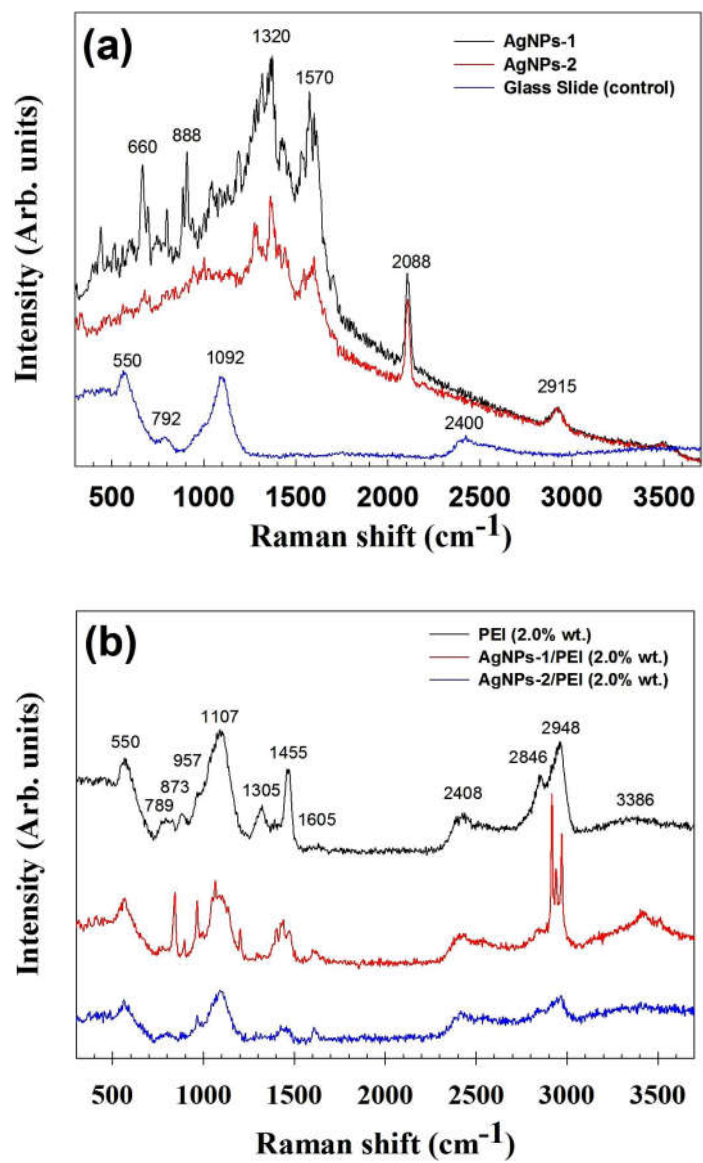 (a)
AgNPs-1
AgNPs-2
Glass Slide (control)
1320
1570
660
888
2088
550
1092
792
2400
2915
Intensity (Arb. units)
500 1000 1500 2000 2500 3000 3500
Raman shift (cm-1)
(b)
PEI (2.0% wt.)
AgNPs-1/PEI (2.0% wt.)
AgNPs-2/PEI (2.0% wt.)
1107
2948
550
957
1455
2846
873
789
1305
1605
2408
3386
Intensity (Arb. units)
500 1000 1500 2000 2500 3000 3500
Raman shift (cm-1)